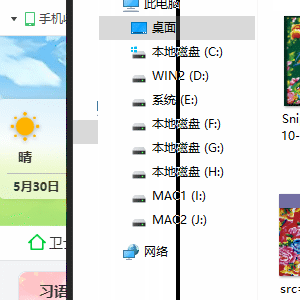 此电脑
手机
桌面
本地磁盘 (C:)
WIN2 (D:)
系统 (E:)
本地磁盘 (F:)
本地磁盘 (G:)
本地磁盘 (H:)
MAC1 (I:)
MAC2 (J:)
网络
晴
5月30日
卫
习语
Sni
10-
src